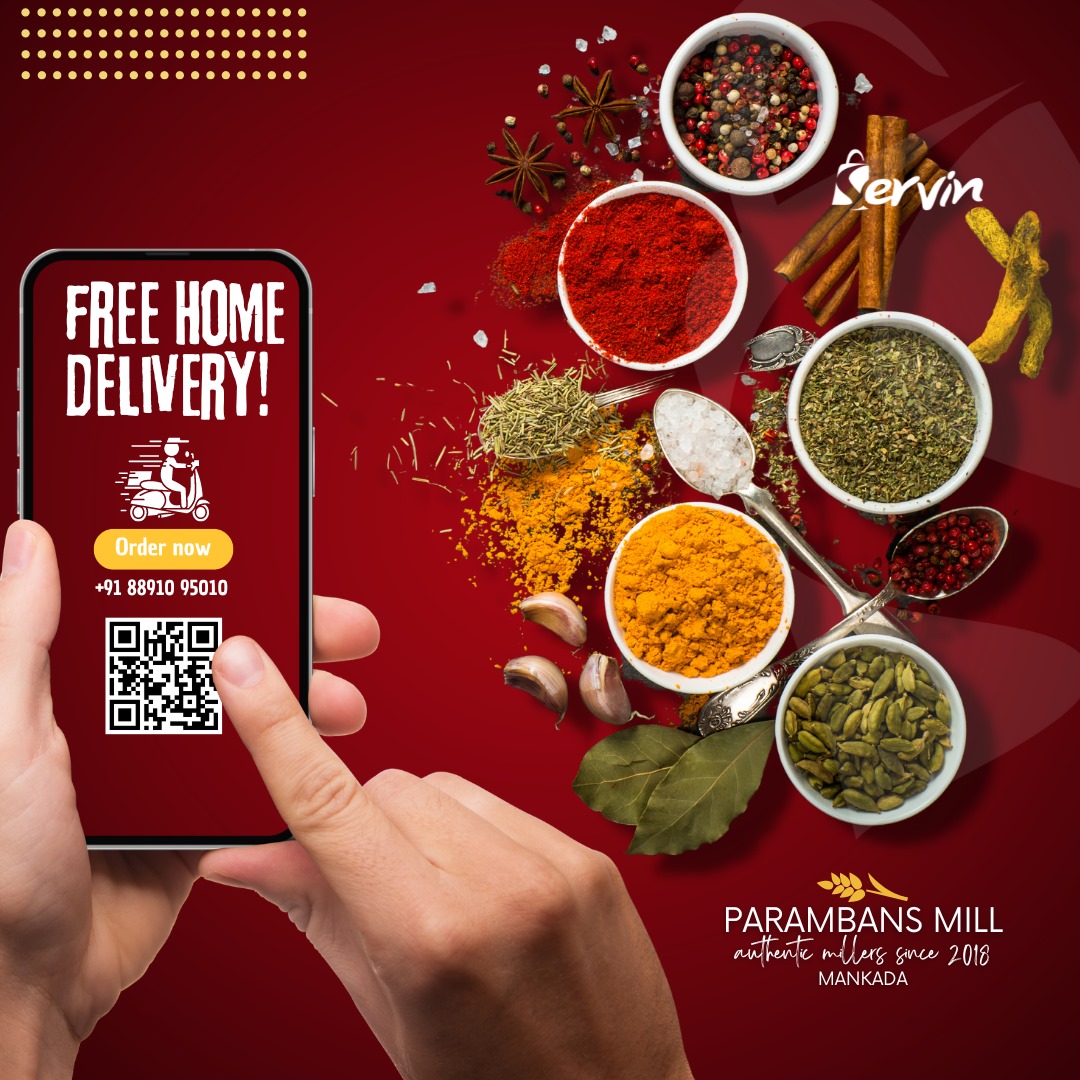 Servin
FREE HOME
DELIVERY!
Order now
+91 88910 95010
PARAMBANS MILL
authentic millers since 2018
MANKADA